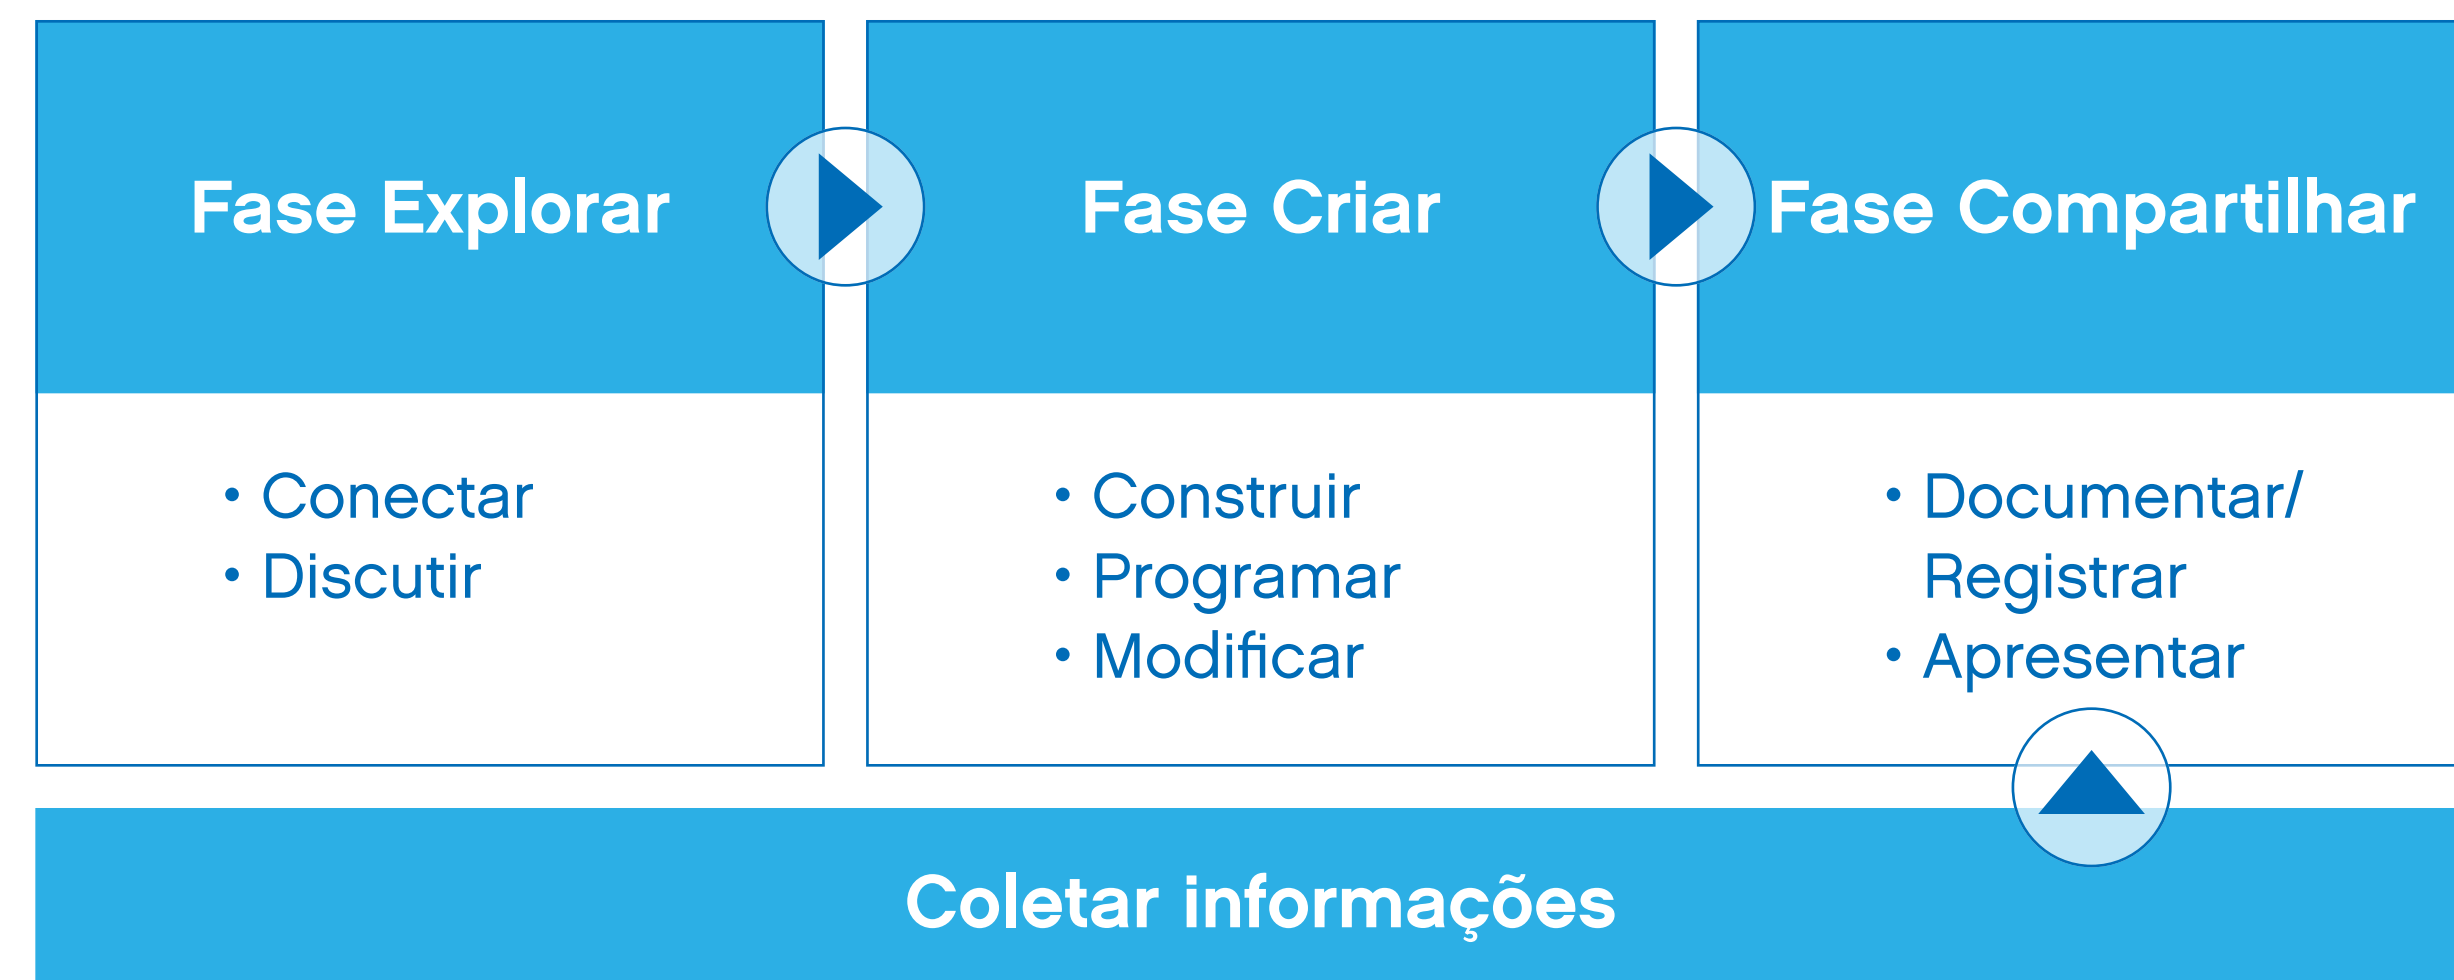 Fase Explorar
• Conectar
• Discutir
Fase Criar
• Construir
• Programar
• Modificar
Fase Compartilhar
• Documentar/
Registrar
• Apresentar
Coletar informações